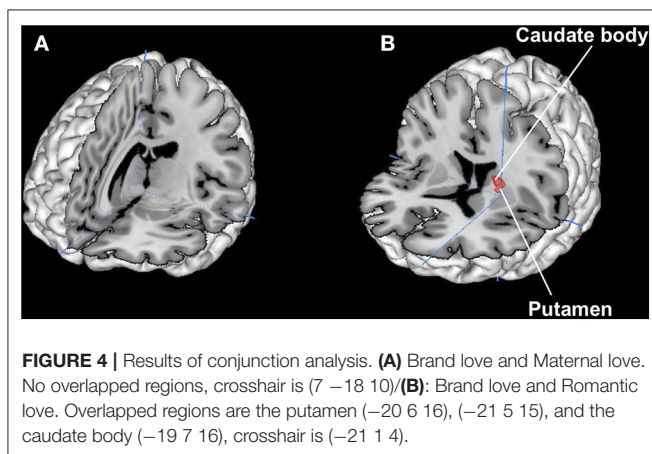 A
B
Caudate body
Putamen
FIGURE 4 | Results of conjunction analysis. (A) Brand love and Maternal love.
No overlapped regions, crosshair is (7 −18 10)/(B): Brand love and Romantic
love. Overlapped regions are the putamen (−20 6 16), (−21 5 15), and the
caudate body (−19 7 16), crosshair is (−21 1 4).